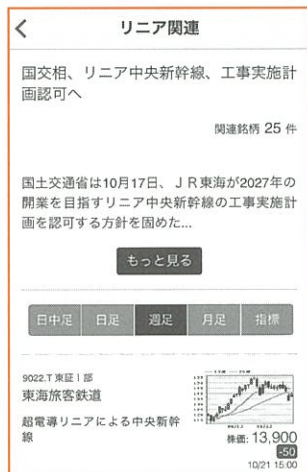 リニア関連
国交相、リニア中央新幹線、工事実施計
画認可へ
関連銘柄 25 件
国土交通省は10月17日、ＪＲ東海が2027年の
開業を目指すリニア中央新幹線の工事実施計
画を認可する方針を固めた...
もっと見る
日中足 日足 週足 月足 指標
9022.T 東証１部
東海旅客鉄道
超電導リニアによる中央新幹
線
株価: 13,900
-50
10/21 15:00